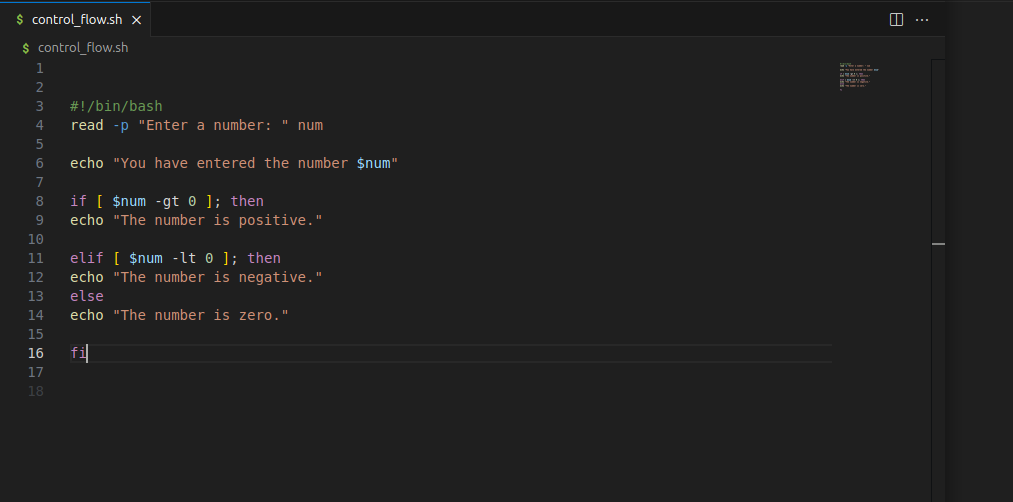 $ control_flow.sh ×
$ control_flow.sh
1
2
3 #!/bin/bash
4 read -p "Enter a number: " num
5
6 echo "You have entered the number $num"
7
8 if [ $num -gt 0 ]; then
9 echo "The number is positive."
10
11 elif [ $num -lt 0 ]; then
12 echo "The number is negative."
13 else
14 echo "The number is zero."
15
16 fi
17
18